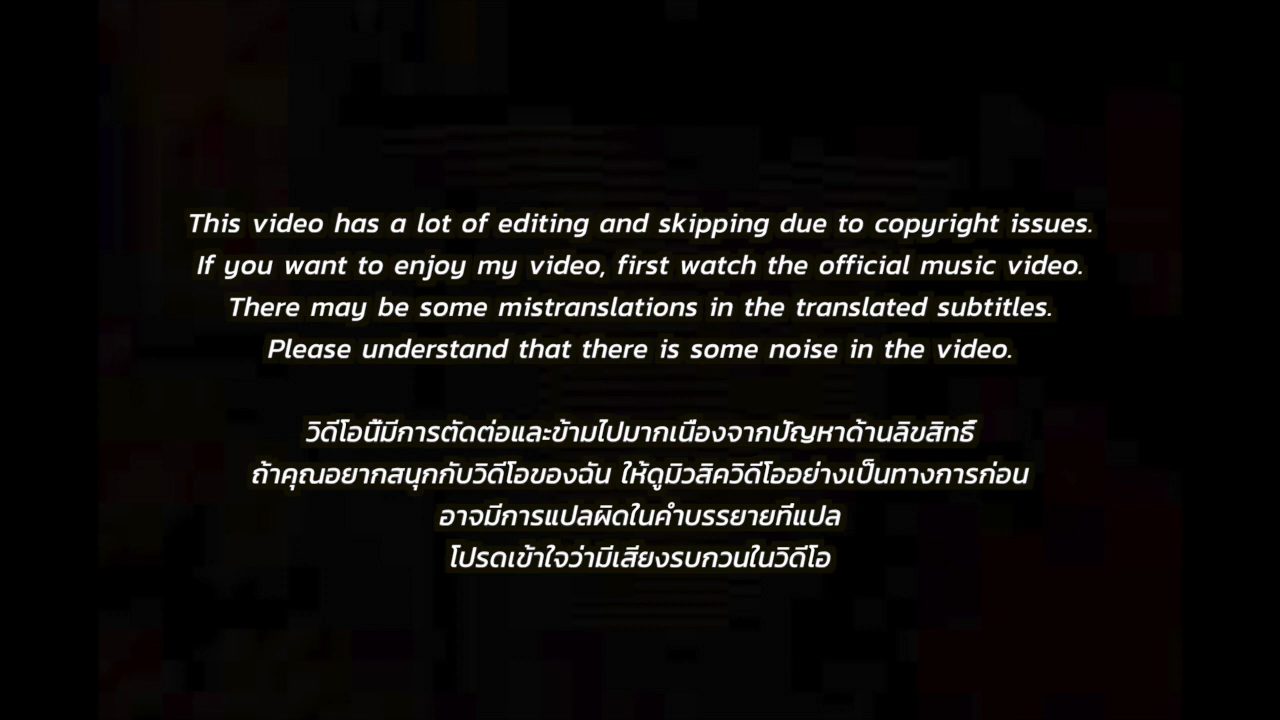 This video has a lot of editing and skipping due to copyright issues.
If you want to enjoy my video, first watch the official music video.
There may be some mistranslations in the translated subtitles.
Please understand that there is some noise in the video.
วิดีโอนี้มีการตัดต่อและข้ามไปมากเนื่องจากปัญหาด้านลิขสิทธิ์
ถ้าคุณอยากสนุกกับวิดีโอของฉัน ให้ดูมิวสิควิดีโออย่างเป็นทางการก่อน
อาจมีการแปลผิดในคำบรรยายที่แปล
โปรดเข้าใจว่ามีเสียงรบกวนในวิดีโอ